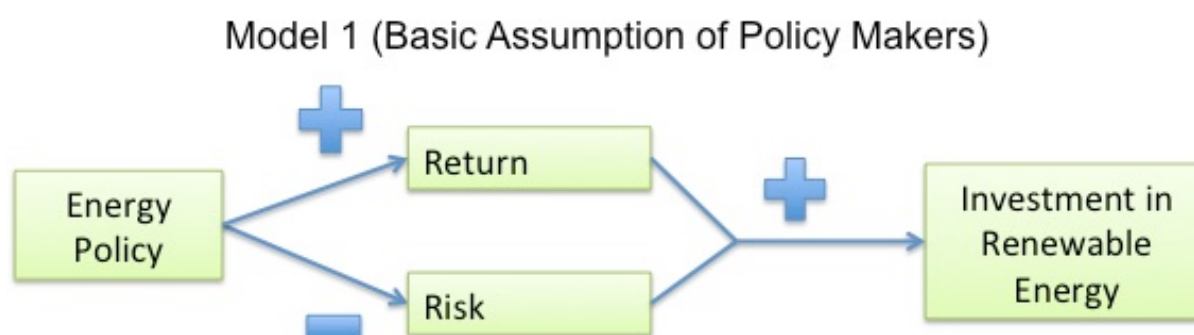 Model 1 (Basic Assumption of Policy Makers)
Return
Energy
Policy
Investment in
Renewable
Energy
Risk